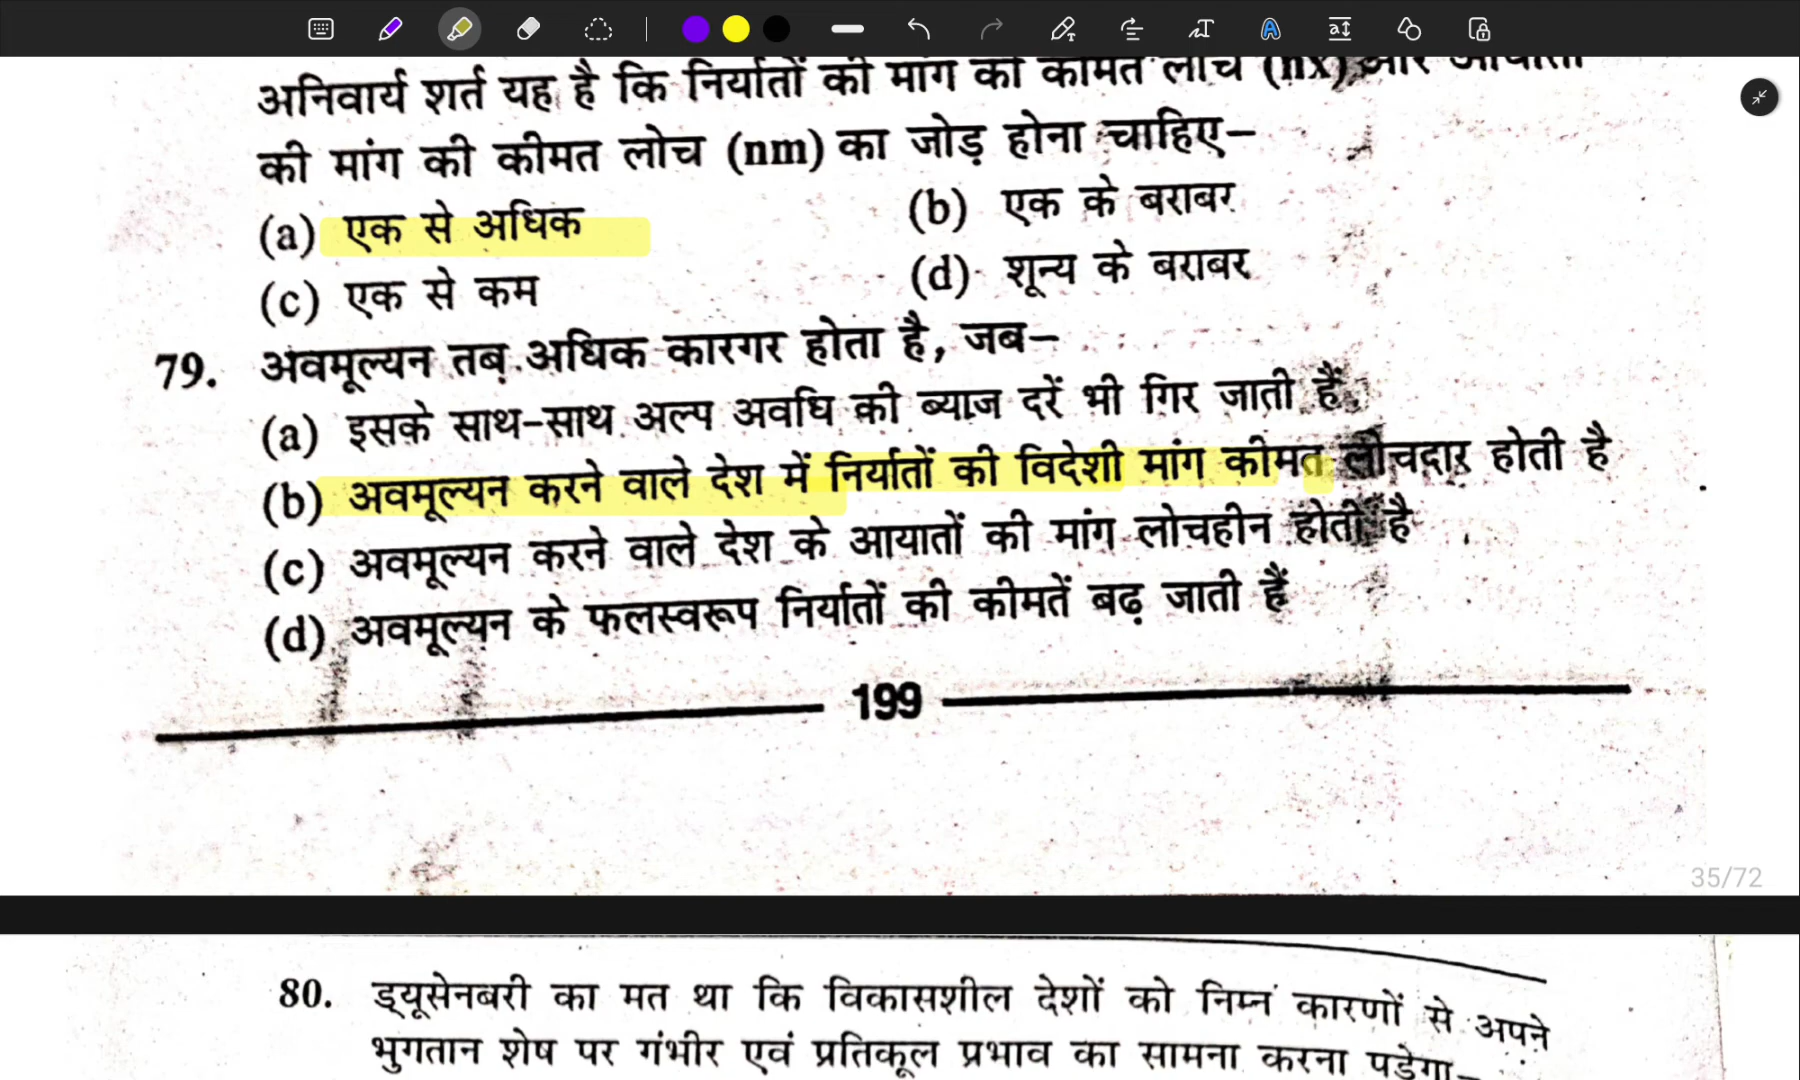 अनिवार्य शर्त यह है कि निर्यातों की मांग की कीमत लोच (nx) और
की मांग की कीमत लोच (nm) का जोड़ होना चाहिए–
(a) एक से अधिक (b) एक के बराबर
(c) एक से कम (d) शून्य के बराबर
79. अवमूल्यन तब अधिक कारगर होता है, जब–
(a) इसके साथ-साथ अल्प अवधि की ब्याज दरें भी गिर जाती हैं
(b) अवमूल्यन करने वाले देश में निर्यातों की विदेशी मांग कीमत लोचदार होती है
(c) अवमूल्यन करने वाले देश के आयातों की मांग लोचहीन होती है
(d) अवमूल्यन के फलस्वरूप निर्यातों की कीमतें बढ़ जाती हैं
199
35/72
80. ड्यूसेनबरी का मत था कि विकासशील देशों को निम्न कारणों से अपने
भुगतान शेष पर गंभीर एवं प्रतिकूल प्रभाव का सामना करना पड़ेगा–